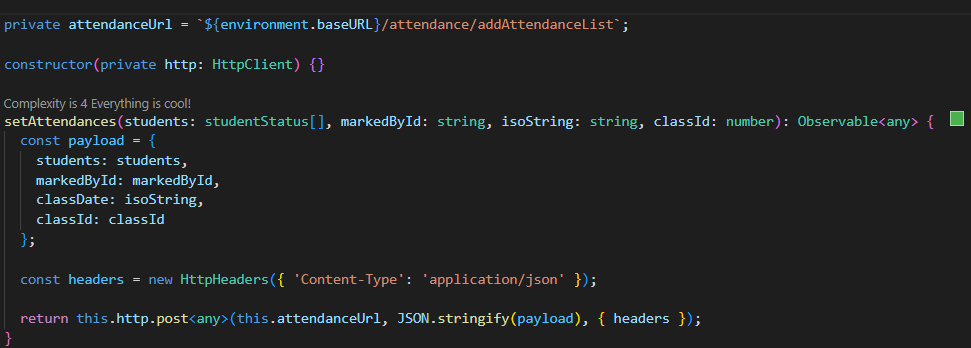 private attendanceUrl = `${environment.baseURL}/attendance/addAttendanceList`;
constructor(private http: HttpClient) {}
Complexity is 4 Everything is cool!
setAttendances(students: studentStatus[], markedById: string, isoString: string, classId: number): Observable<any> {
const payload = {
students: students,
markedById: markedById,
classDate: isoString,
classId: classId
};
const headers = new HttpHeaders({ 'Content-Type': 'application/json' });
return this.http.post<any>(this.attendanceUrl, JSON.stringify(payload), { headers });
}